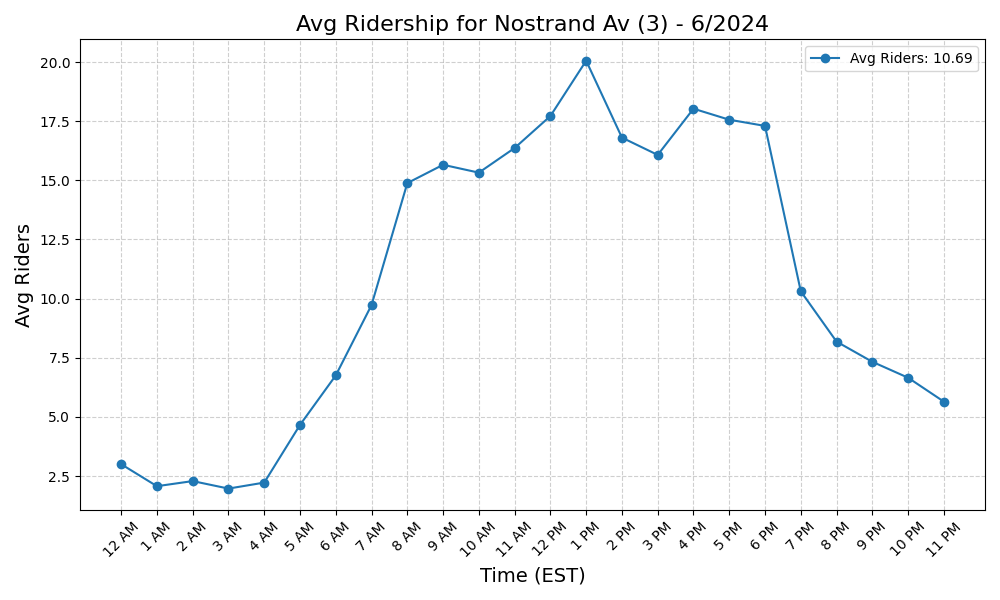 Avg Ridership for Nostrand Av (3) - 6/2024
Avg Riders: 10.69
Avg Riders
20.0
17.5
15.0
12.5
10.0
7.5
5.0
2.5
12 AM
1 AM
2 AM
3 AM
4 AM
5 AM
6 AM
7 AM
8 AM
9 AM
10 AM
11 AM
12 PM
1 PM
2 PM
3 PM
4 PM
5 PM
6 PM
7 PM
8 PM
9 PM
10 PM
11 PM
Time (EST)